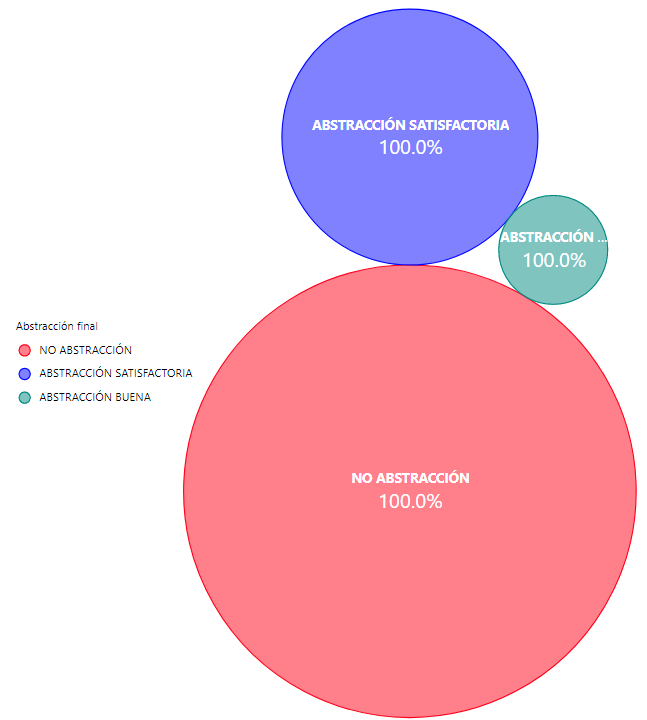 ABSTRACCIÓN SATISFACTORIA
100.0%
ABSTRACCIÓN ...
100.0%
Abstracción final
NO ABSTRACCIÓN
ABSTRACCIÓN SATISFACTORIA
ABSTRACCIÓN BUENA
NO ABSTRACCIÓN
100.0%